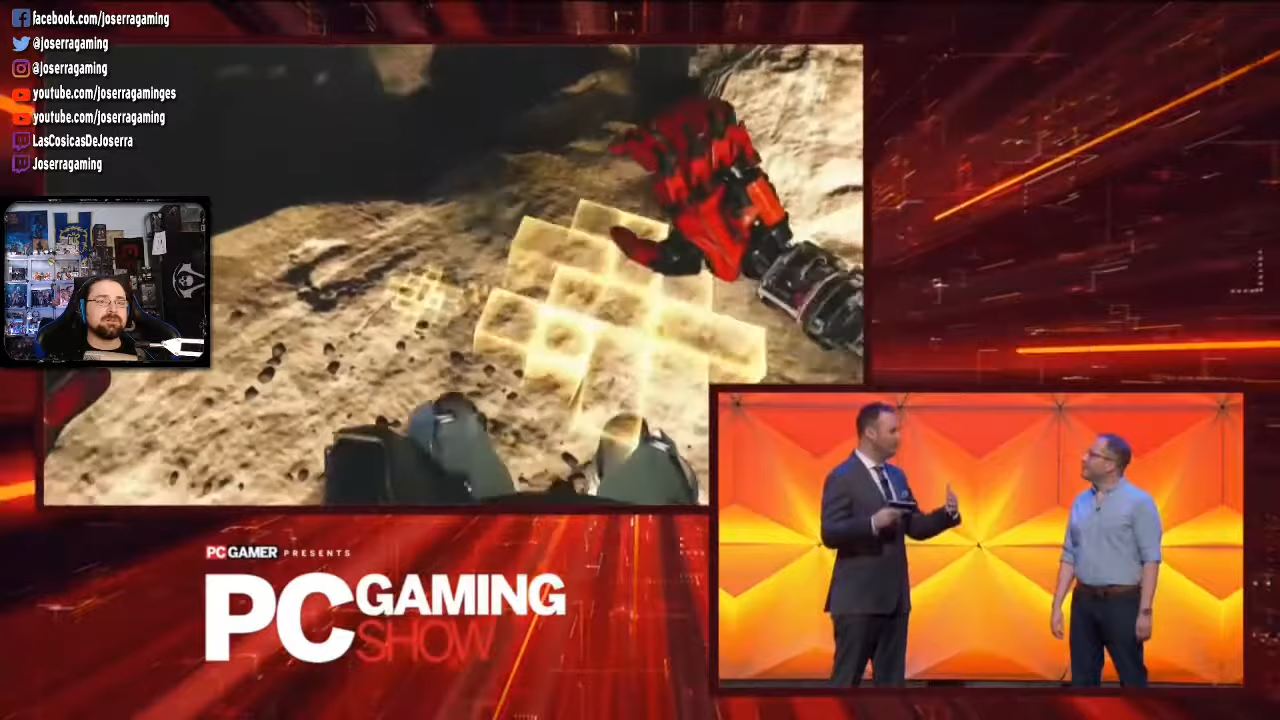 facebook.com/joserragaming
@joserragaming
@joserragaming
youtube.com/joserragaminges
youtube.com/joserragaming
LasCosicasDeJoserra
Joserragaming
PC GAMER PRESENTS
PC GAMING
SHOW